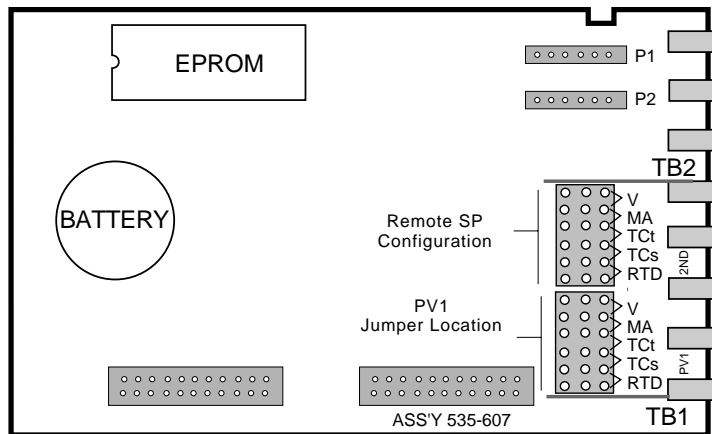 EPROM
P1
P2
TB2
BATTERY
Remote SP
Configuration
V
MA
TCt
TCs
RTD
2ND
PV1
Jumper Location
V
MA
TCt
TCs
RTD
PV1
ASS'Y 535-607
TB1